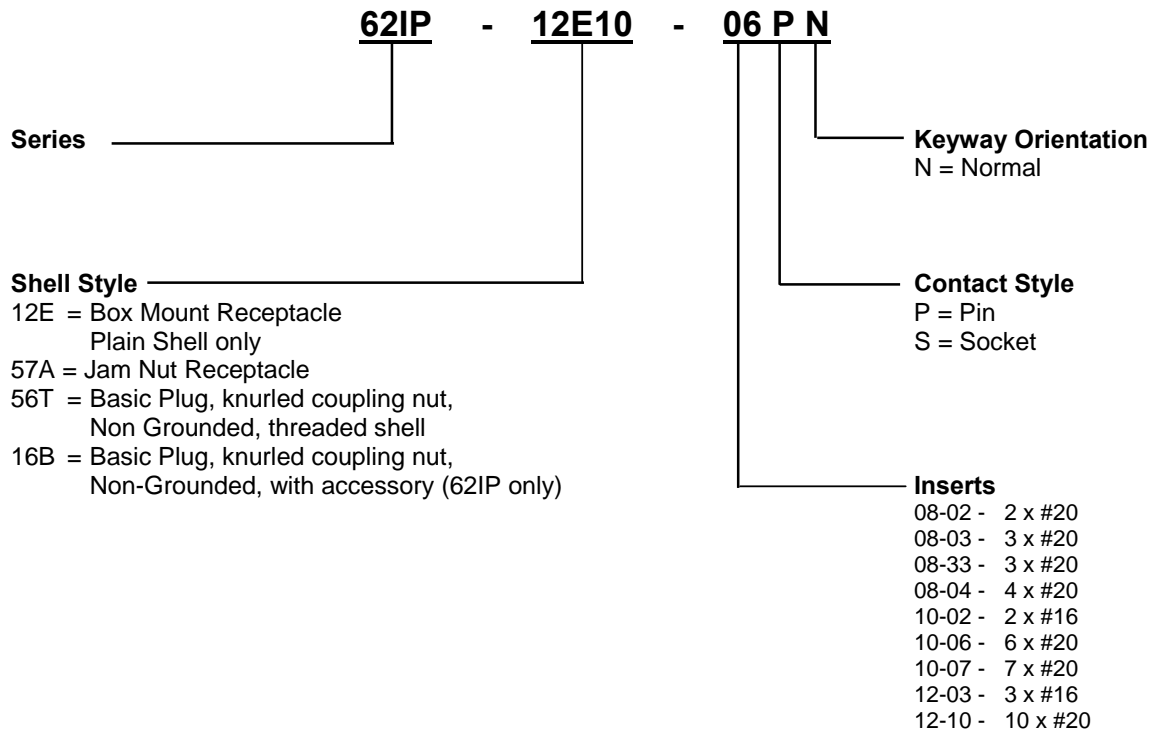 62IP - 12E10 - 06 P N
Series
Keyway Orientation
N = Normal
Shell Style
12E = Box Mount Receptacle
Plain Shell only
57A = Jam Nut Receptacle
56T = Basic Plug, knurled coupling nut,
Non Grounded, threaded shell
16B = Basic Plug, knurled coupling nut,
Non-Grounded, with accessory (62IP only)
Contact Style
P = Pin
S = Socket
Inserts
08-02 - 2 x #20
08-03 - 3 x #20
08-33 - 3 x #20
08-04 - 4 x #20
10-02 - 2 x #16
10-06 - 6 x #20
10-07 - 7 x #20
12-03 - 3 x #16
12-10 - 10 x #20